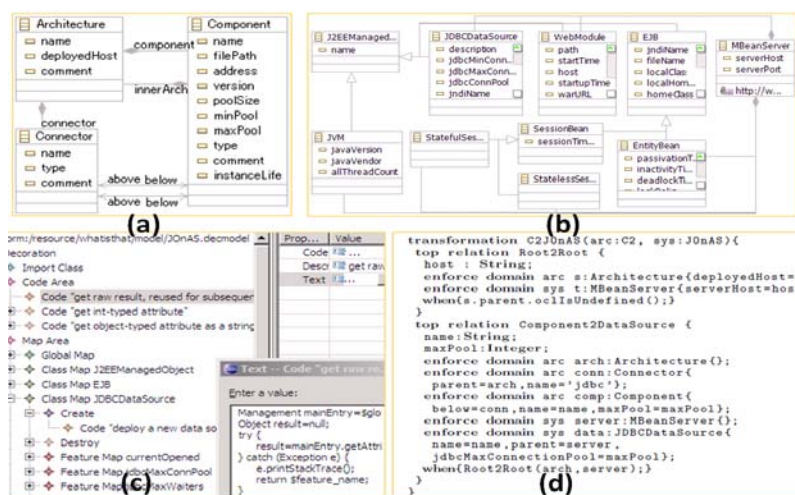 Architecture
name
deployedHost
comment
component
innerArch
connector
Connector
name
type
comment
above below
above below
Component
name
filePath
address
version
poolSize
minPool
maxPool
type
comment
instanceLife
(a)
J2EEManaged...
name
JDBCDataSource
description
jdbcMinConn...
jdbcMaxConn...
jdbcConnPool
jndiName
WebModule
path
startTime
host
startupTime
warURL
EJB
jndiName
fileName
localClass
localHom...
homeClass
MBeanServer
serverHost
serverPort
http://w...
JVM
javaVersion
javaVendor
allThreadCount
StatefulSes...
SessionBean
sessionTim...
StatelessSes...
EntityBean
passivationT...
inactivityTi...
deadlockTi...
(b)
orm:/resource/whatisthat/model/JOnAS.decmodel
ecoration
Import Class
Code Area
Code "get raw result, reused for subsequer
Code "get int-typed attribute"
Code "get object-typed attribute as a string
Map Area
Global Map
Class Map J2EEManagedObject
Class Map EJB
Class Map JDBCDataSource
Create
Code "deploy a new data so
Destroy
Feature Map currentOpened
Feature Map jdbcMaxConnPool
Feature Map jdbcMaxWaiters
Prop... Value
Code ...
Descr get raw
Text ...
Text -- Code "get raw re...
Enter a value:
Management mainEntry=$glo
Object result=null;
try {
result=mainEntry.getAttri
} catch (Exception e) {
e.printStackTrace();
return $feature_name;
}
(c)
transformation C2JOnAS(arc:C2, sys:JOnAS){
top relation Root2Root {
host : String;
enforce domain arc s:Architecture{deployedHost=
enforce domain sys t:MBeanServer{serverHost=hos
when{s.parent.oclIsUndefined();}
}
top relation Component2DataSource {
name:String;
maxPool:Integer;
enforce domain arc arch:Architecture{};
enforce domain arc conn:Connector{
parent=arch,name='jdbc'};
enforce domain arc comp:Component{
below=conn,name=name,maxPool=maxPool};
enforce domain sys server:MBeanServer{};
enforce domain sys data:JDBCDataSource{
name=name,parent=server,
jdbcMaxConnectionPool=maxPool};
when{Root2Root(arch,server);}
}
}
(d)